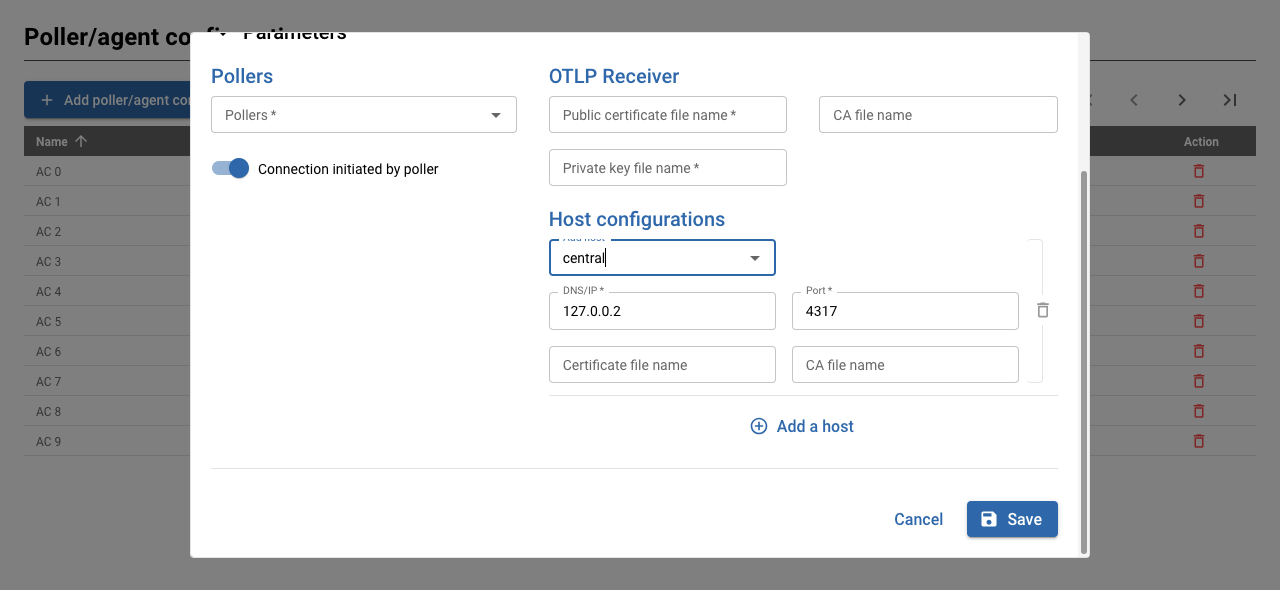 Poller/agent co
Parameters
Add poller/agent co
Name
Action
AC 0
AC 1
AC 2
AC 3
AC 4
AC 5
AC 6
AC 7
AC 8
AC 9
Pollers
Pollers *
Connection initiated by poller
OTLP Receiver
Public certificate file name *
CA file name
Private key file name *
Host configurations
Add host
central
DNS/IP *
127.0.0.2
Port *
4317
Certificate file name
CA file name
Add a host
Cancel
Save